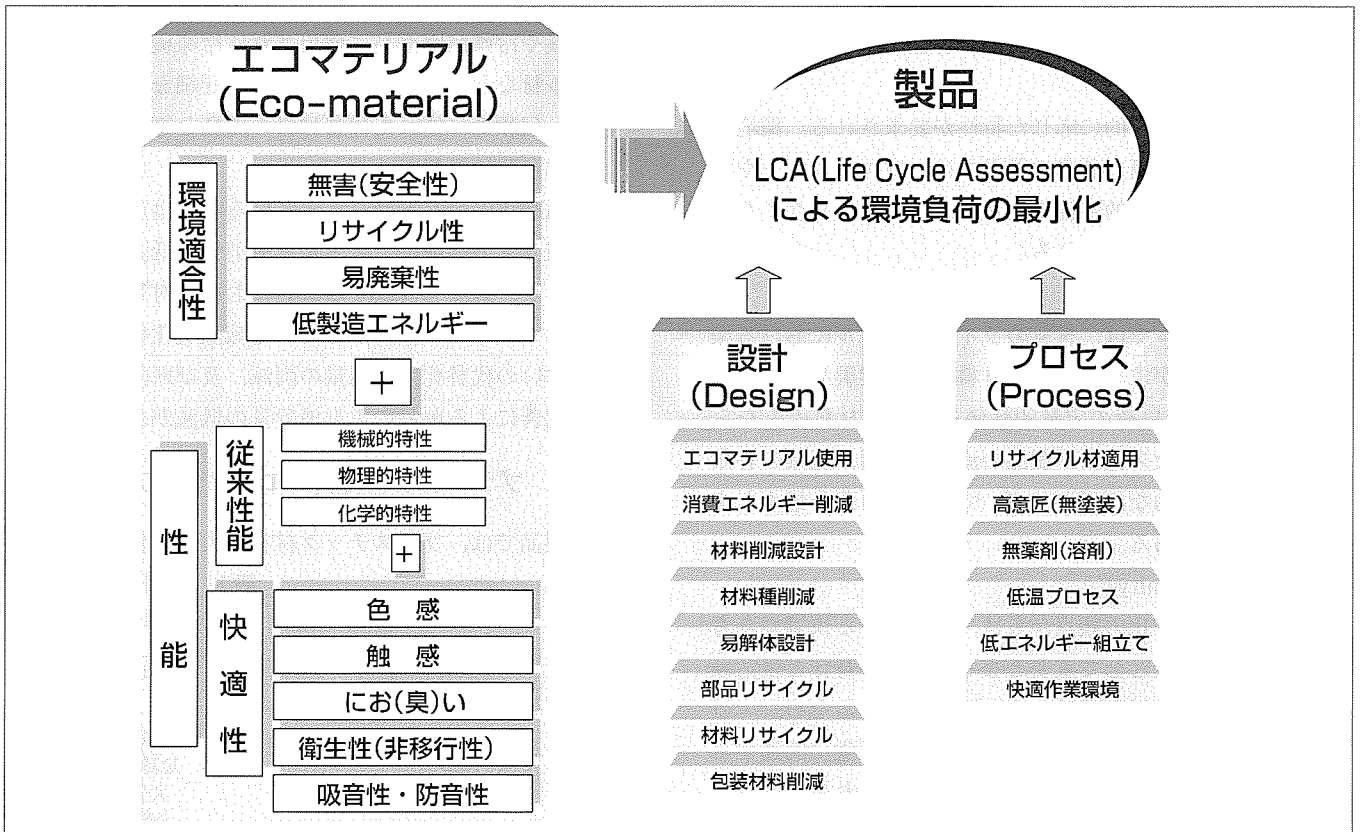 エコマテリアル
(Eco-material)
環境適合性
無害(安全性)
リサイクル性
易廃棄性
低製造エネルギー
+
性能
従来性能
機械的特性
物理的特性
化学的特性
+
快適性
色 感
触 感
にお(臭)い
衛生性(非移行性)
吸音性・防音性
製品
LCA(Life Cycle Assessment)
による環境負荷の最小化
設計
(Design)
エコマテリアル使用
消費エネルギー削減
材料削減設計
材料種削減
易解体設計
部品リサイクル
材料リサイクル
包装材料削減
プロセス
(Process)
リサイクル材適用
高意匠(無塗装)
無薬剤(溶剤)
低温プロセス
低エネルギー組立て
快適作業環境